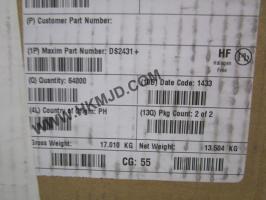 (P) Customer Part Number:
(1P) Maxim Part Number: DS2431+
HF
Halogen
Free
(Q) Quantity: 64000
(9D) Date Code: 1433
(4L) Country of Origin: PH
(13Q) Pkg Count: 2 of 2
WWW.HKMJD.COM
Gross Weight: 17.010 KG
Net Weight: 13.504 KG
CG: 55